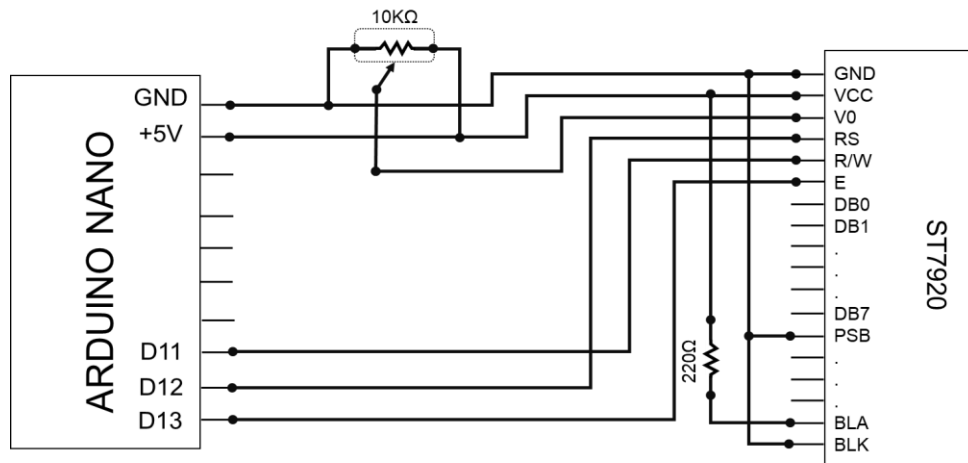 10KΩ
ARDUINO NANO
GND
+5V
D11
D12
D13
220Ω
GND
VCC
V0
RS
R/W
E
DB0
DB1
.
.
.
DB7
PSB
.
.
.
BLA
BLK
ST7920